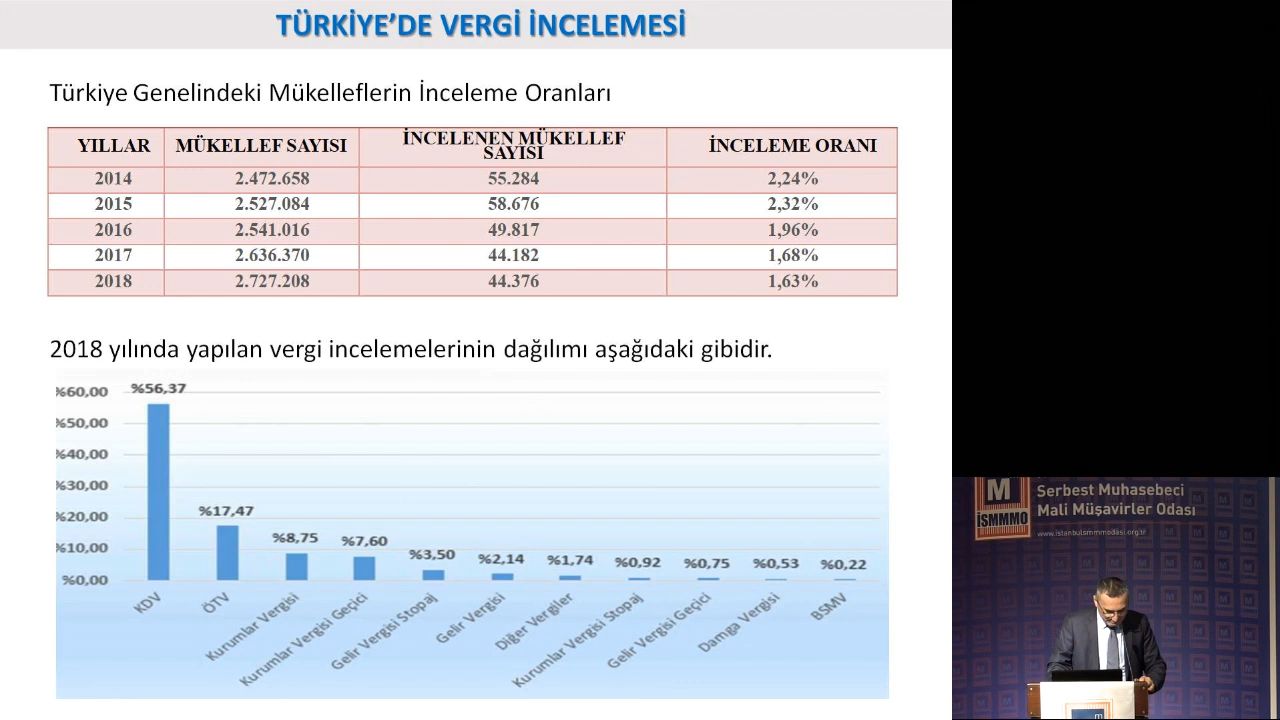 TÜRKİYE’DE VERGİ İNCELEMESİ
Türkiye Genelindeki Mükelleflerin İnceleme Oranları
YILLAR MÜKELLEF SAYISI İNCELENEN MÜKELLEF SAYISI İNCELEME ORANI
2014 2.472.658 55.284 2,24%
2015 2.527.084 58.676 2,32%
2016 2.541.016 49.817 1,96%
2017 2.636.370 44.182 1,68%
2018 2.727.208 44.376 1,63%
2018 yılında yapılan vergi incelemelerinin dağılımı aşağıdaki gibidir.
%60,00
%50,00
%40,00
%30,00
%20,00
%10,00
%0,00
%56,37
%17,47
%8,75
%7,60
%3,50
%2,14
%1,74
%0,92
%0,75
%0,53
%0,22
KDV
ÖTV
Kurumlar Vergisi
Kurumlar Vergisi Geçici
Gelir Vergisi Stopaj
Gelir Vergisi
Diğer Vergiler
Kurumlar Vergisi Stopaj
Gelir Vergisi Geçici
Damga Vergisi
BSMV
M
İSMMMO
Serbest Muhasebeci
Mali Müşavirler Odası
www.istanbulsmmmodasi.org.tr